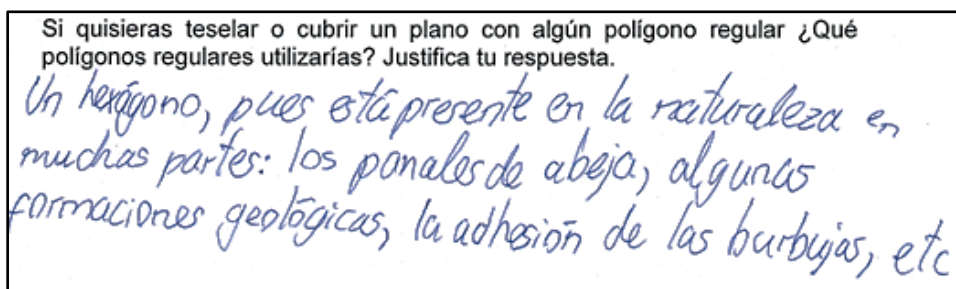 Si quisieras teselar o cubrir un plano con algún polígono regular ¿Qué
polígonos regulares utilizarías? Justifica tu respuesta.
Un hexágono, pues está presente en la naturaleza en
muchas partes: los panales de abeja, algunas
formaciones geológicas, la adhesión de las burbujas, etc